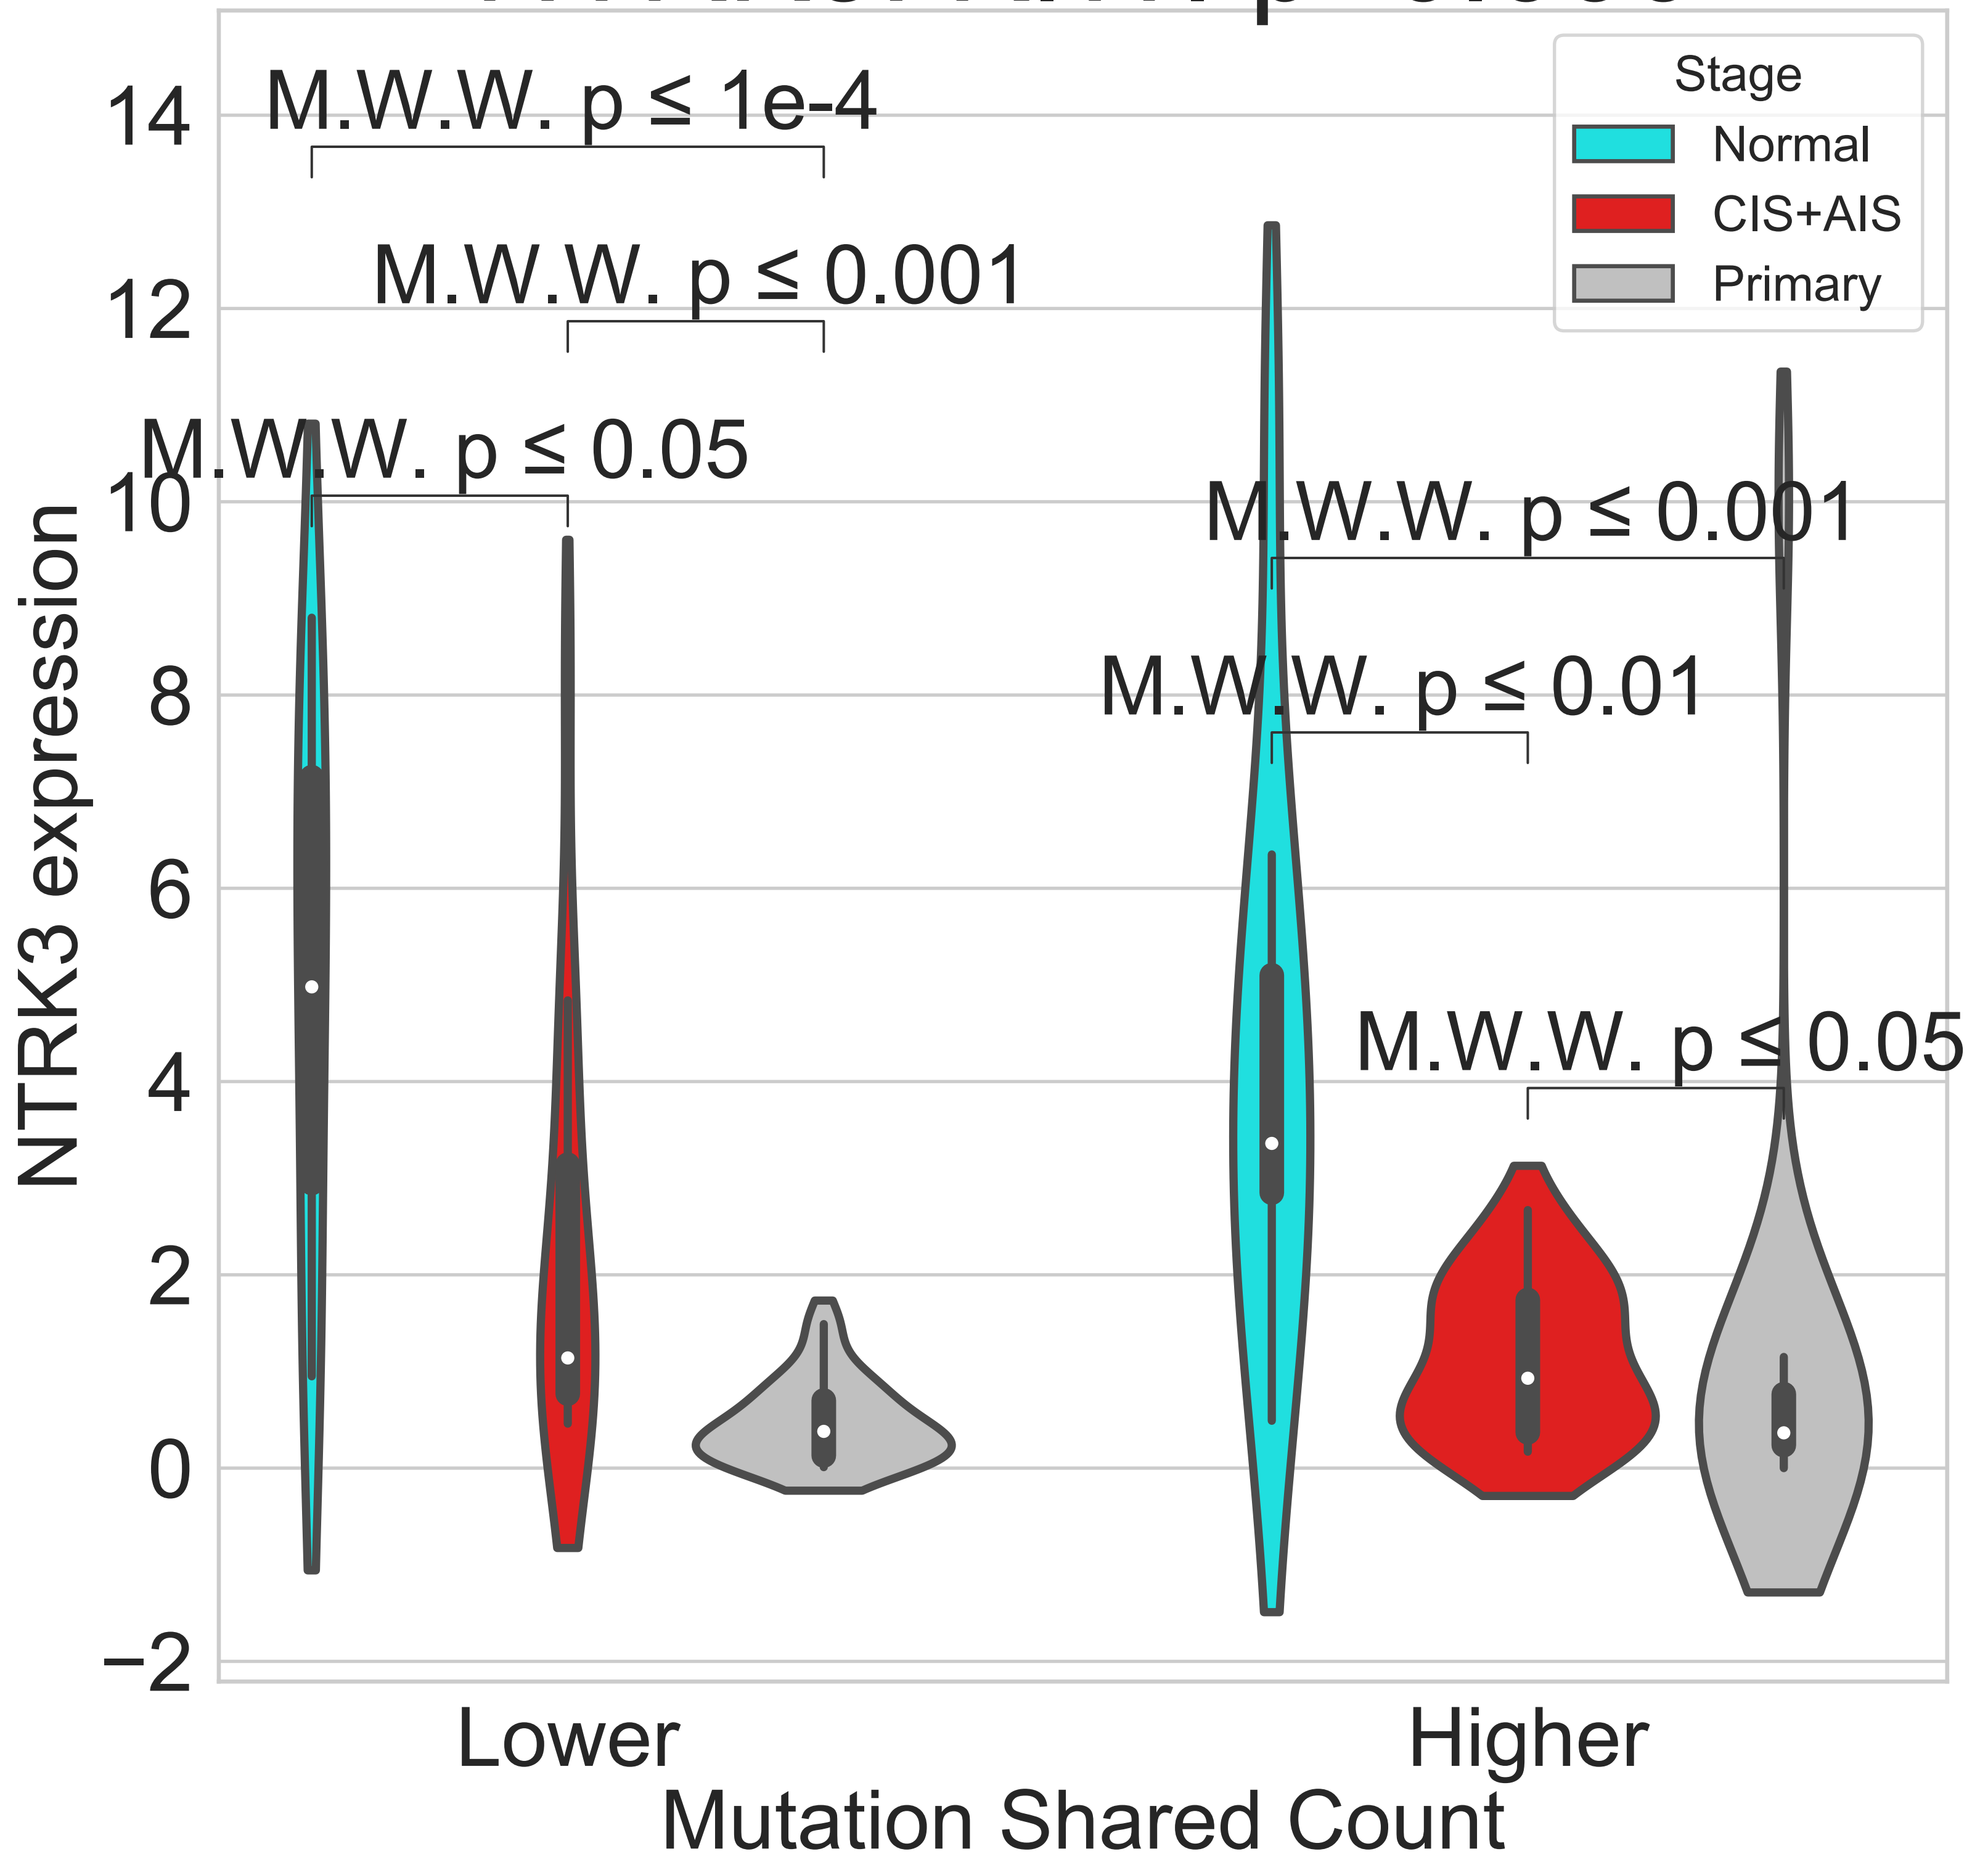 Stage
Normal
CIS+AIS
Primary
M.W.W. p ≤ 1e-4
M.W.W. p ≤ 0.001
M.W.W. p ≤ 0.05
M.W.W. p ≤ 0.001
M.W.W. p ≤ 0.01
M.W.W. p ≤ 0.05
14
12
10
8
6
4
2
0
−2
NTRK3 expression
Lower
Higher
Mutation Shared Count